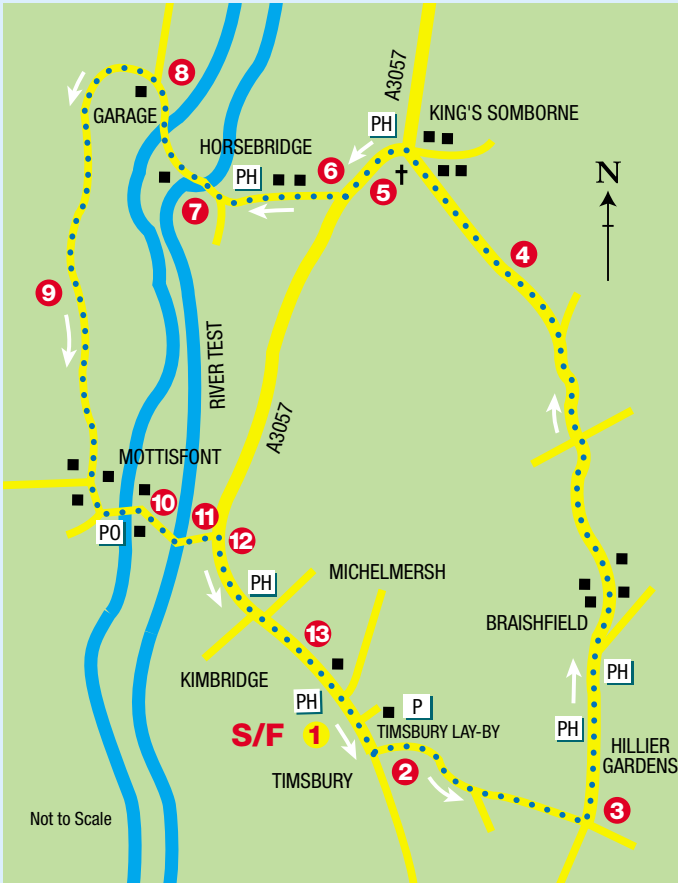 A3057
8
PH
KING'S SOMBORNE
GARAGE
HORSEBRIDGE
6
PH
5
N
7
4
9
RIVER TEST
A3057
MOTTISFONT
10
11
PO
12
PH
MICHELMERSH
13
BRAISHFIELD
KIMBRIDGE
PH
PH
P
S/F 1
TIMSBURY LAY-BY
PH
2
HILLIER
GARDENS
TIMSBURY
3
Not to Scale